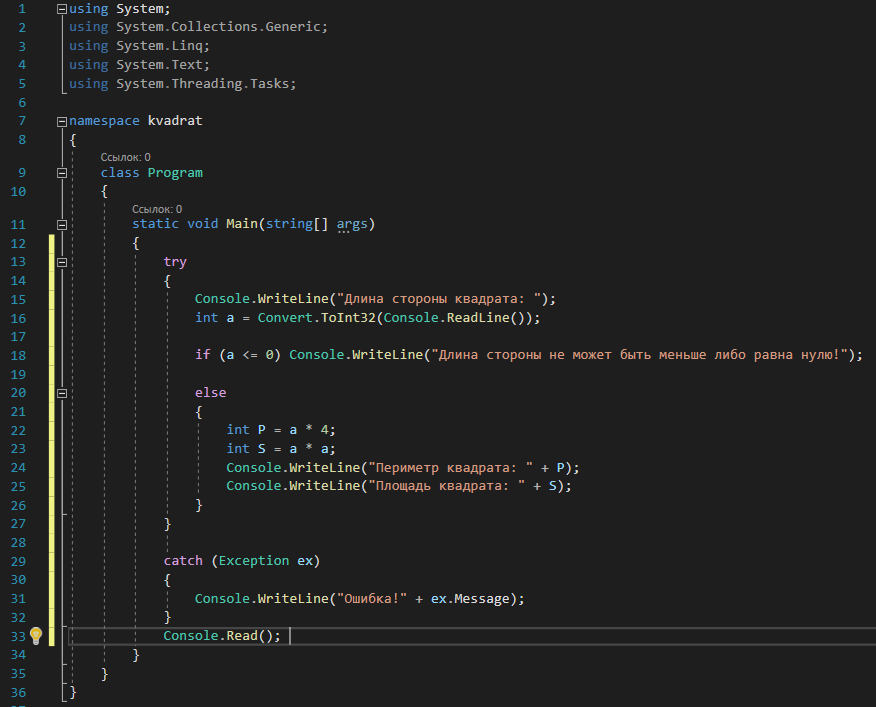 1 using System;
2 using System.Collections.Generic;
3 using System.Linq;
4 using System.Text;
5 using System.Threading.Tasks;
6
7 namespace kvadrat
8 {
Ссылок: 0
9 class Program
10 {
Ссылок: 0
11 static void Main(string[] args)
12 {
13 try
14 {
15 Console.WriteLine("Длина стороны квадрата: ");
16 int a = Convert.ToInt32(Console.ReadLine());
17
18 if (a <= 0) Console.WriteLine("Длина стороны не может быть меньше либо равна нулю!");
19
20 else
21 {
22 int P = a * 4;
23 int S = a * a;
24 Console.WriteLine("Периметр квадрата: " + P);
25 Console.WriteLine("Площадь квадрата: " + S);
26 }
27 }
28
29 catch (Exception ex)
30 {
31 Console.WriteLine("Ошибка!" + ex.Message);
32 }
33 Console.Read();
34 }
35 }
36 }